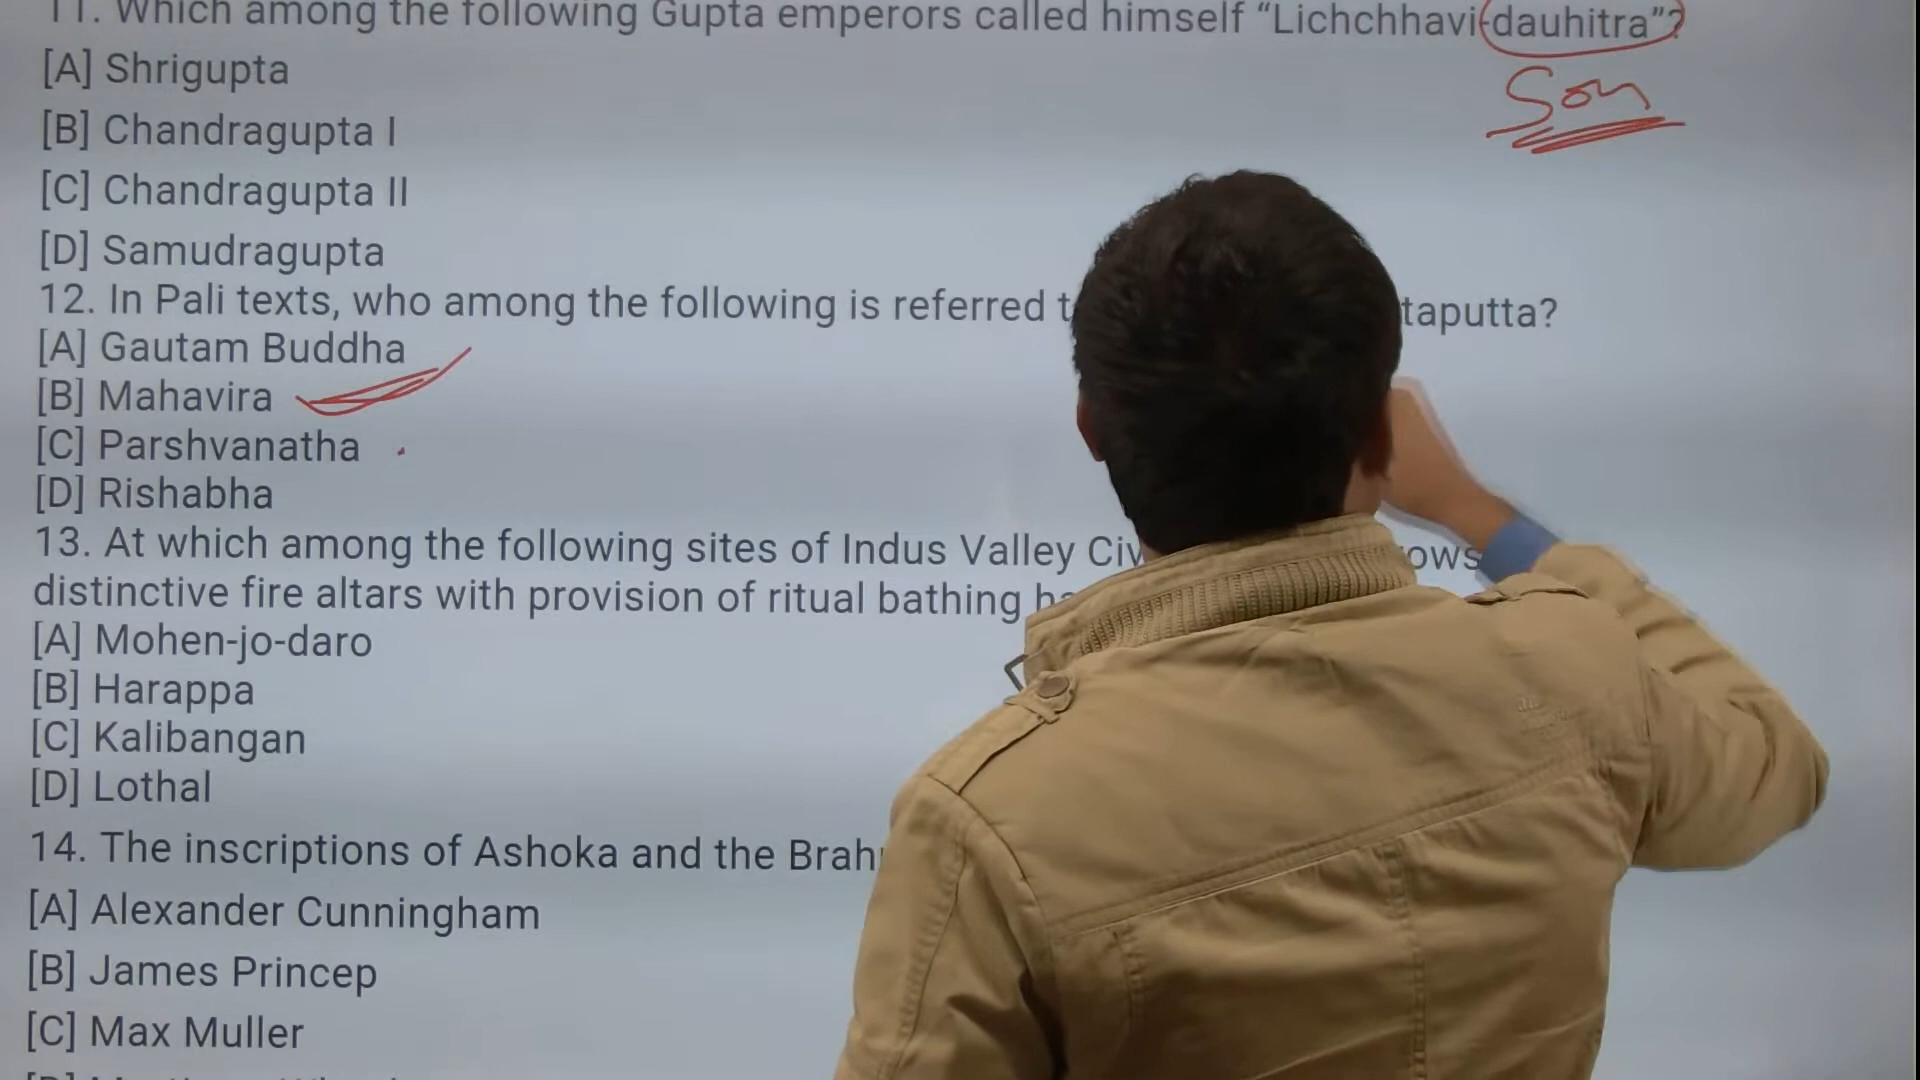 11. Which among the following Gupta emperors called himself “Lichchhavi-dauhitra”?
Son
[A] Shrigupta
[B] Chandragupta I
[C] Chandragupta II
[D] Samudragupta
12. In Pali texts, who among the following is referred taputta?
[A] Gautam Buddha
[B] Mahavira
[C] Parshvanatha
[D] Rishabha
13. At which among the following sites of Indus Valley ows
distinctive fire altars with provision of ritual bathing
[A] Mohen-jo-daro
[B] Harappa
[C] Kalibangan
[D] Lothal
14. The inscriptions of Ashoka and the Brah
[A] Alexander Cunningham
[B] James Princep
[C] Max Muller